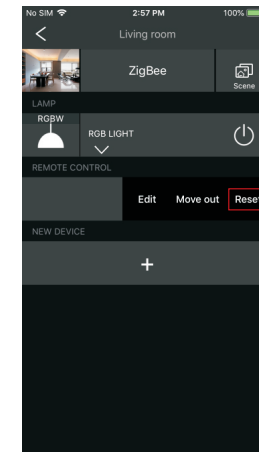 No SIM 2:57 PM 100%
Living room
ZigBee
Scene
LAMP
RGBW
RGB LIGHT
REMOTE CONTROL
Edit Move out Reset
NEW DEVICE
+